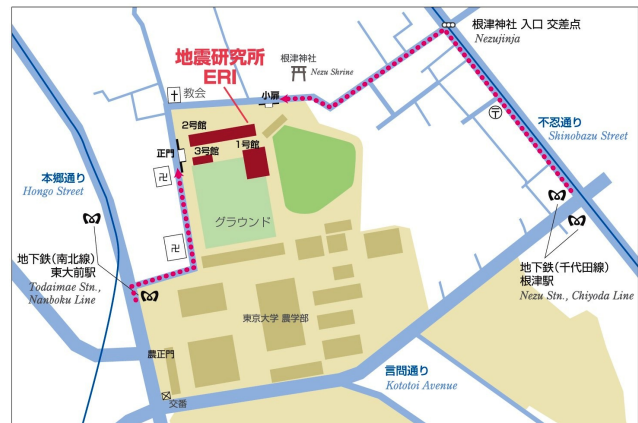 根津神社 入口 交差点
Nezujinja
地震研究所
ERI
根津神社
Nezu Shrine
教会
小扉
2号館
正門
3号館
1号館
不忍通り
Shinobazu Street
本郷通り
Hongo Street
グラウンド
地下鉄(南北線)
東大前駅
Todaimae Stn.,
Nanboku Line
地下鉄(千代田線)
根津駅
Nezu Stn., Chiyoda Line
東京大学 農学部
農正門
言問通り
Kototoi Avenue
交番